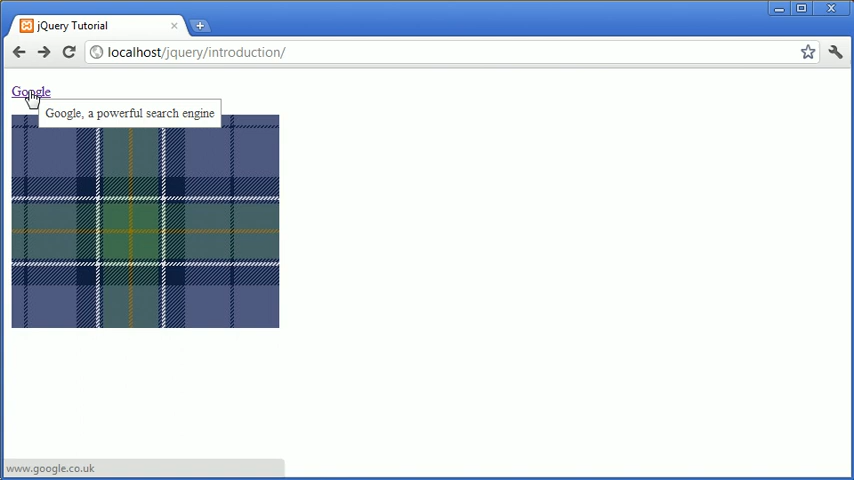 jQuery Tutorial
localhost/jquery/introduction/
Google
Google, a powerful search engine
www.google.co.uk